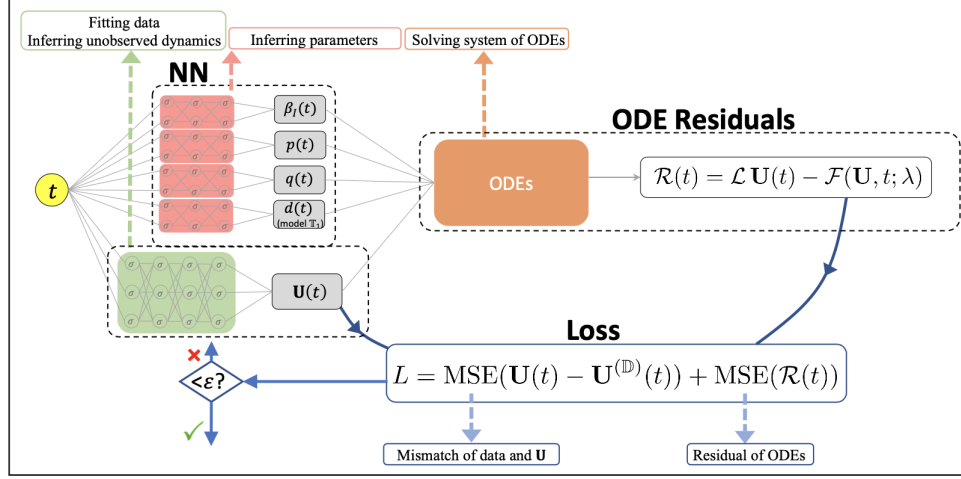 Fitting data
Inferring unobserved dynamics
Inferring parameters
Solving system of ODEs
NN
ODE Residuals
σ σ σ
σ σ σ
β_I(t)
σ σ σ
σ σ σ
p(t)
t
σ σ σ
σ σ σ
q(t)
σ σ σ
σ σ σ
d(t)
(model 𝕋₁)
ODEs
ℛ(t) = ℒ U(t) − ℱ(U, t; λ)
σ σ σ σ
σ σ σ σ
σ σ σ σ
U(t)
Loss
L = MSE(U(t) − U^(𝔻)(t)) + MSE(ℛ(t))
<ε?
Mismatch of data and U
Residual of ODEs